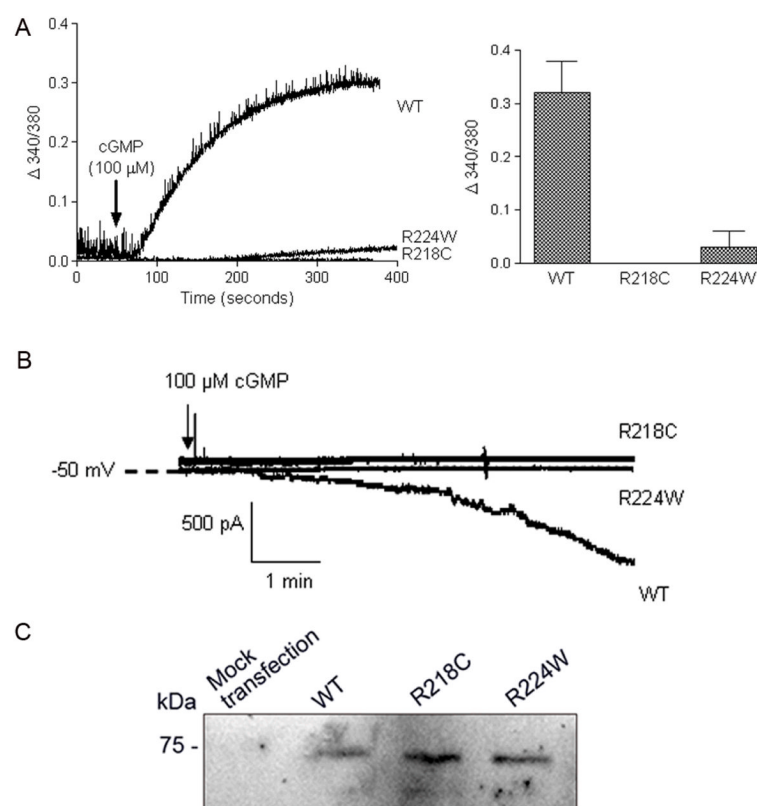 A
Δ 340/380
0.4
0.3
0.2
0.1
0.0
cGMP
(100 µM)
WT
R224W
R218C
0
100
200
300
400
Time (seconds)
Δ 340/380
0.4
0.3
0.2
0.1
0.0
WT
R218C
R224W
B
100 µM cGMP
-50 mV
500 pA
1 min
R218C
R224W
WT
C
kDa
Mock
transfection
WT
R218C
R224W
75 -